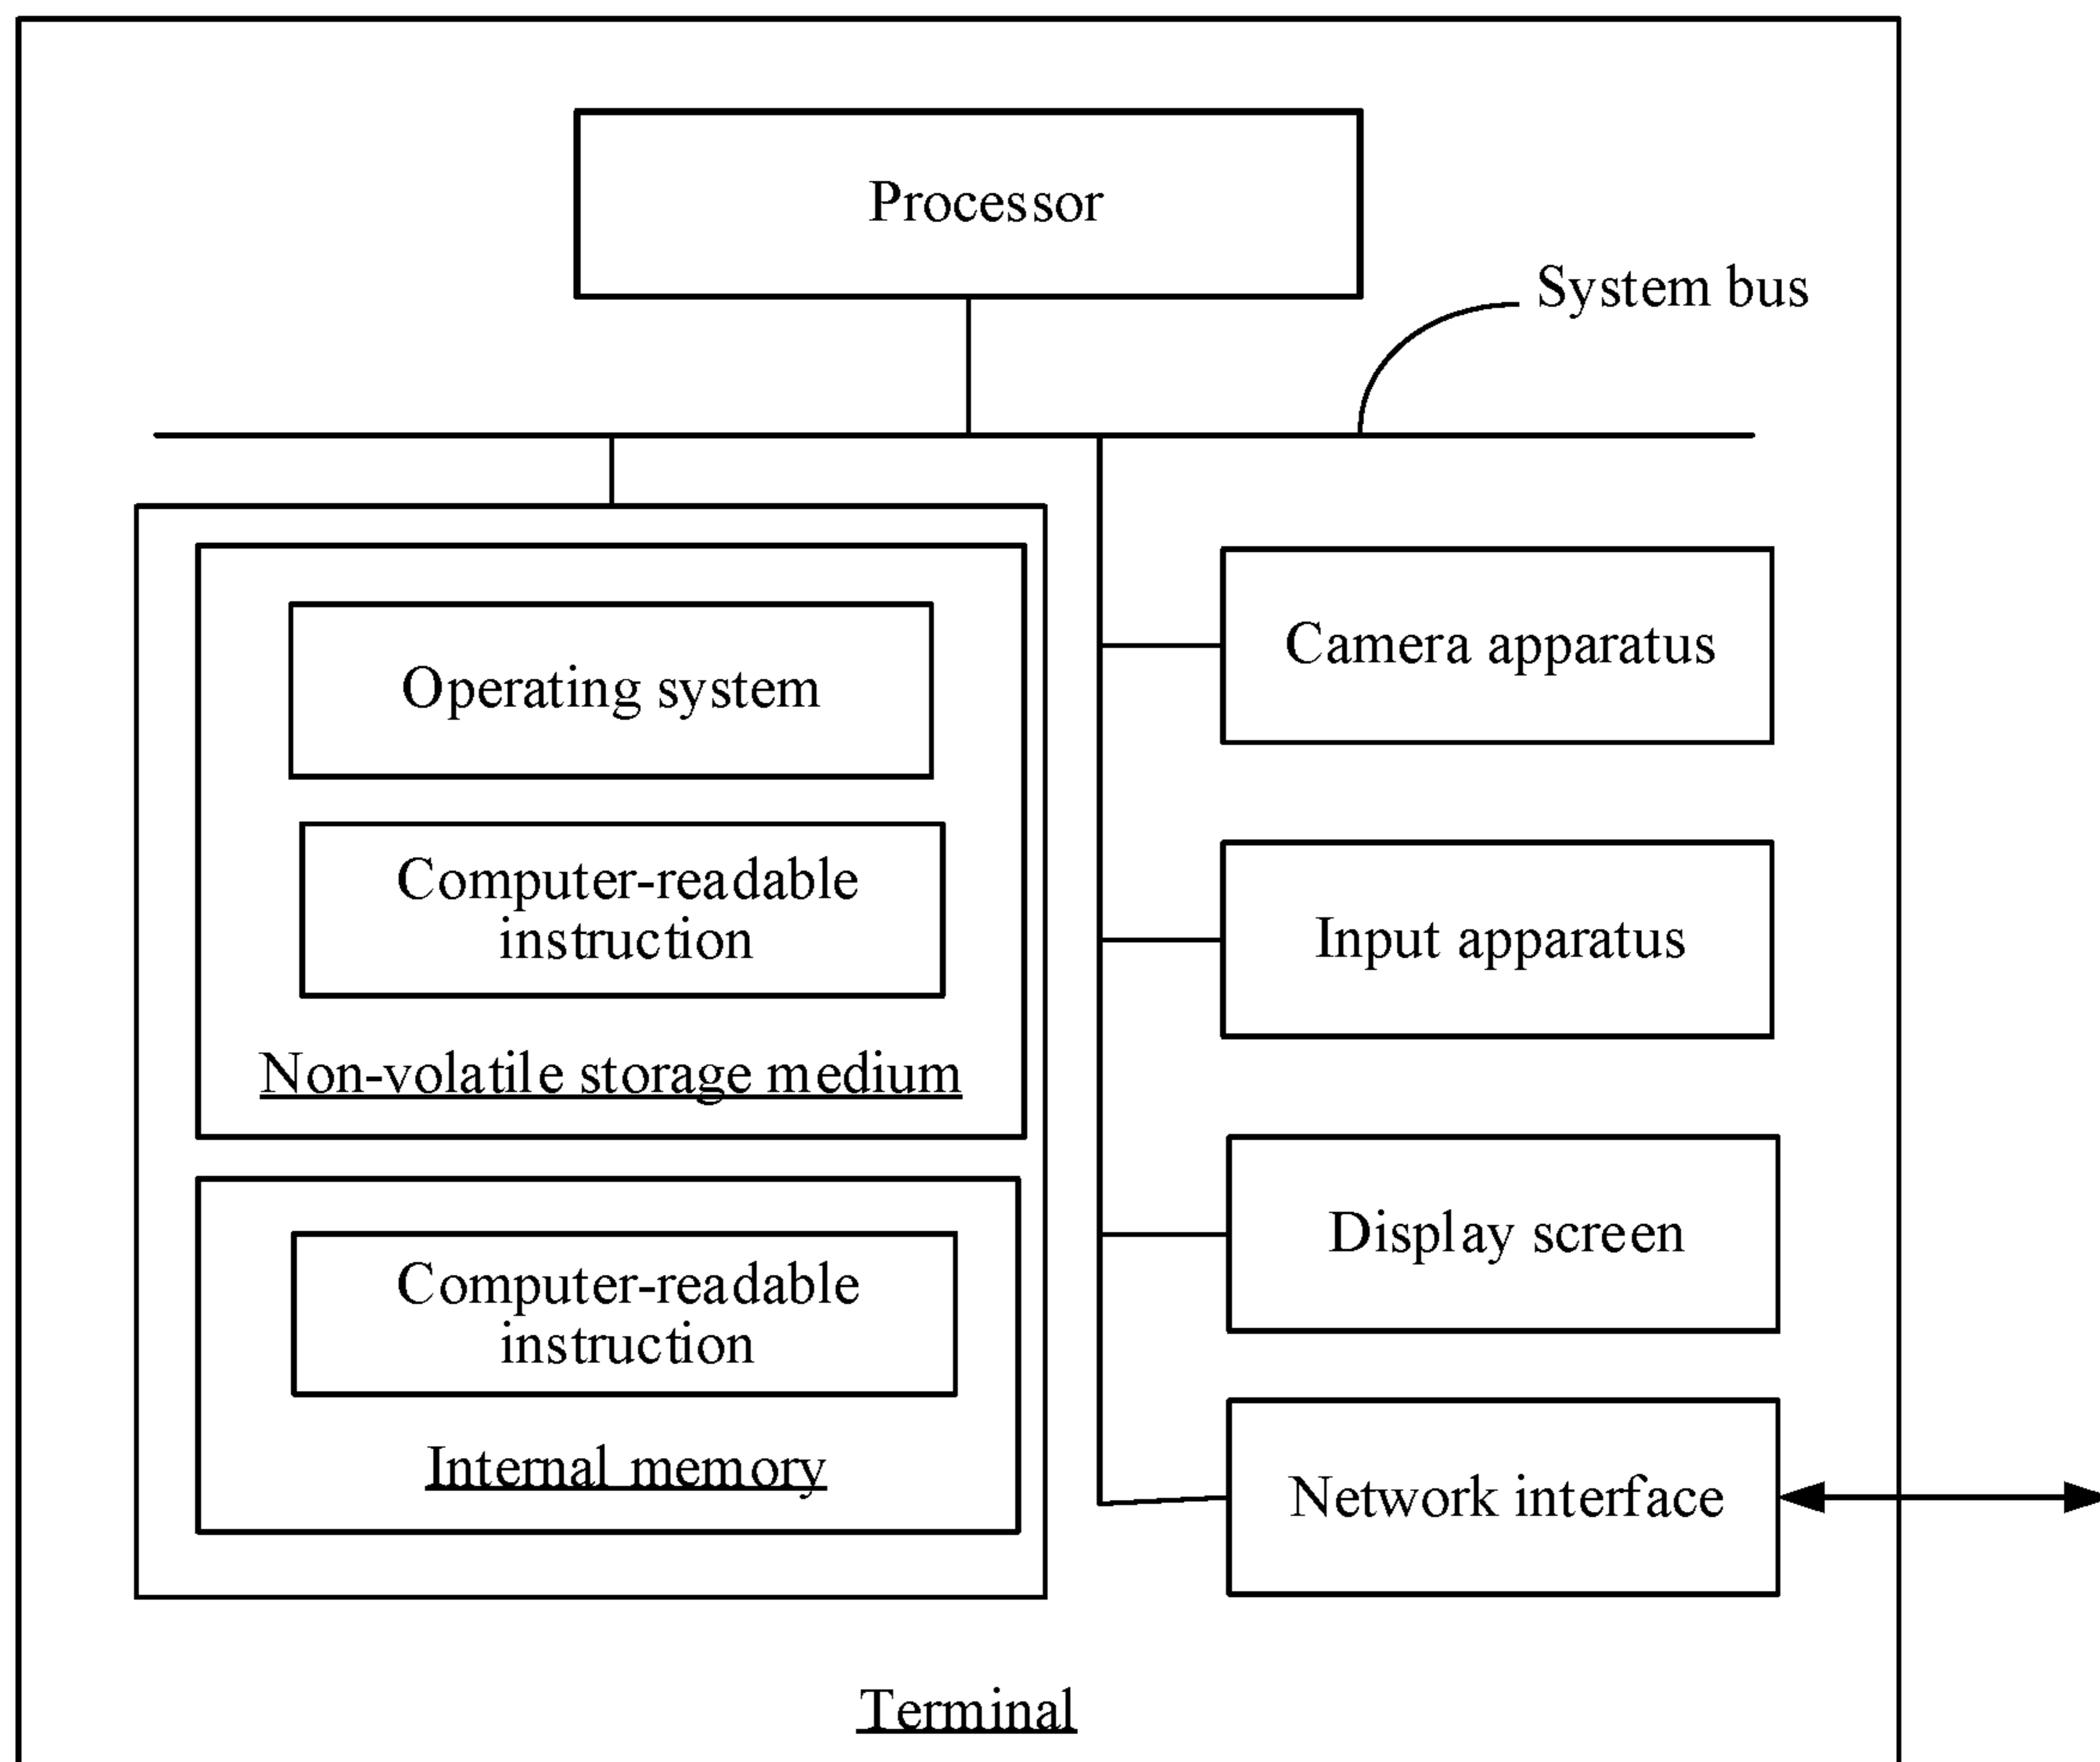 Processor
System bus
Operating system
Computer-readable
instruction
Non-volatile storage medium
Computer-readable
instruction
Internal memory
Camera apparatus
Input apparatus
Display screen
Network interface
Terminal